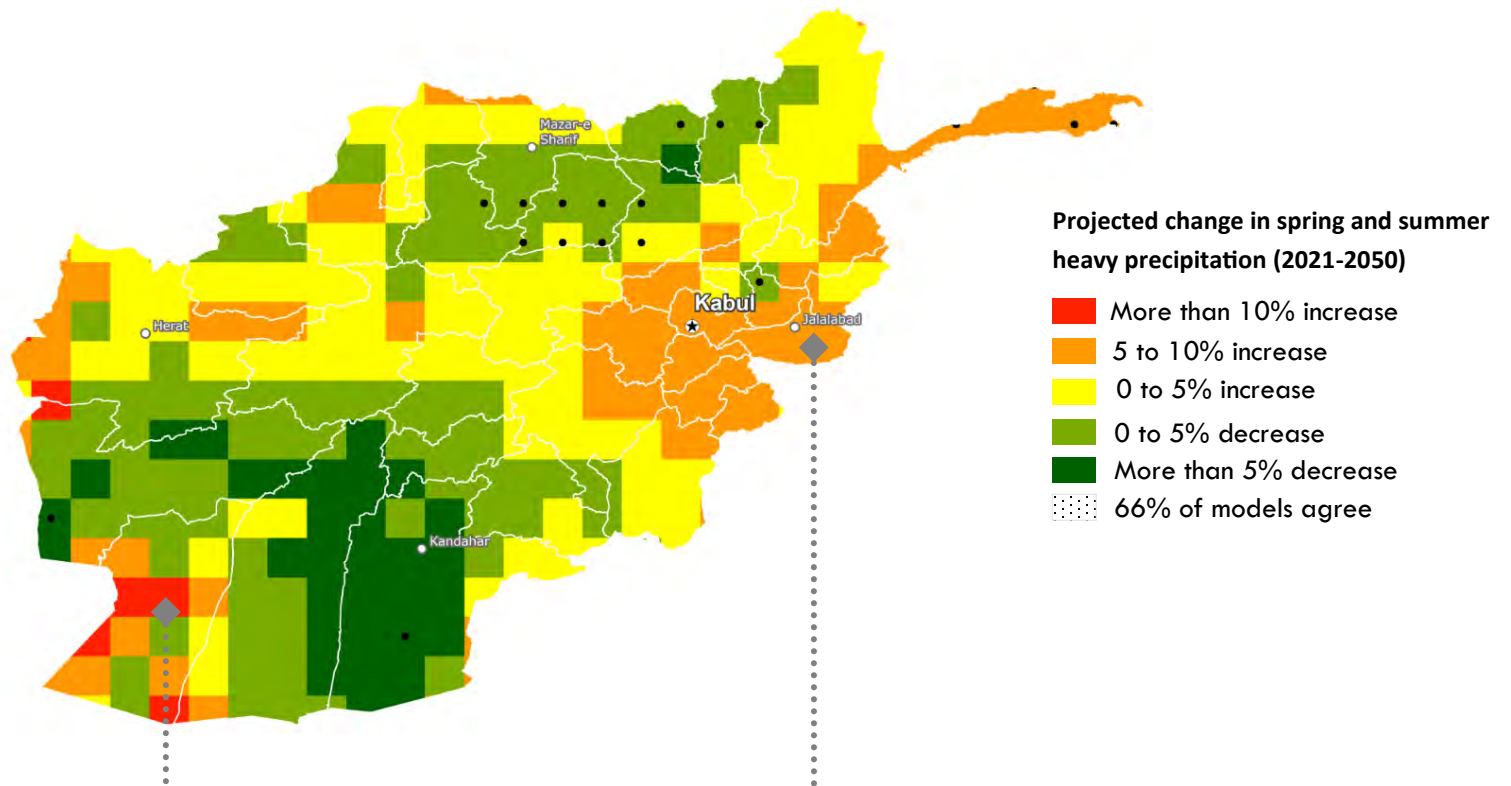 Mazar-e
Sharif
Kabul
Jalalabad
Herat
Kandahar
Projected change in spring and summer
heavy precipitation (2021-2050)
More than 10% increase
5 to 10% increase
0 to 5% increase
0 to 5% decrease
More than 5% decrease
66% of models agree